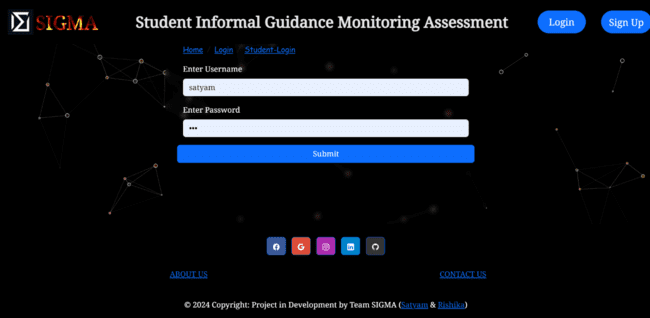 SIGMA Student Informal Guidance Monitoring Assessment Login Sign Up
Home / Login / Student-Login
Enter Username
satyam
Enter Password
•••
Submit
ABOUT US CONTACT US
© 2024 Copyright: Project in Development by Team SIGMA (Satyam & Rishika)